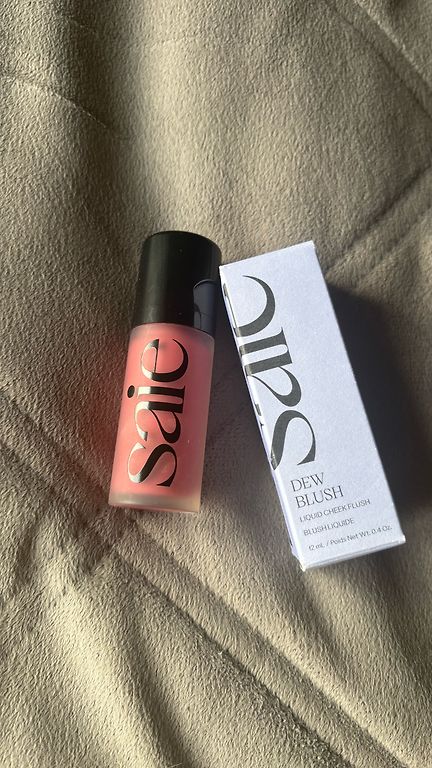 saie
saie
DEW
BLUSH
LIQUID CHEEK FLUSH
BLUSH LIQUIDE
12 mL / Poids Net Wt. 0.4 Oz.